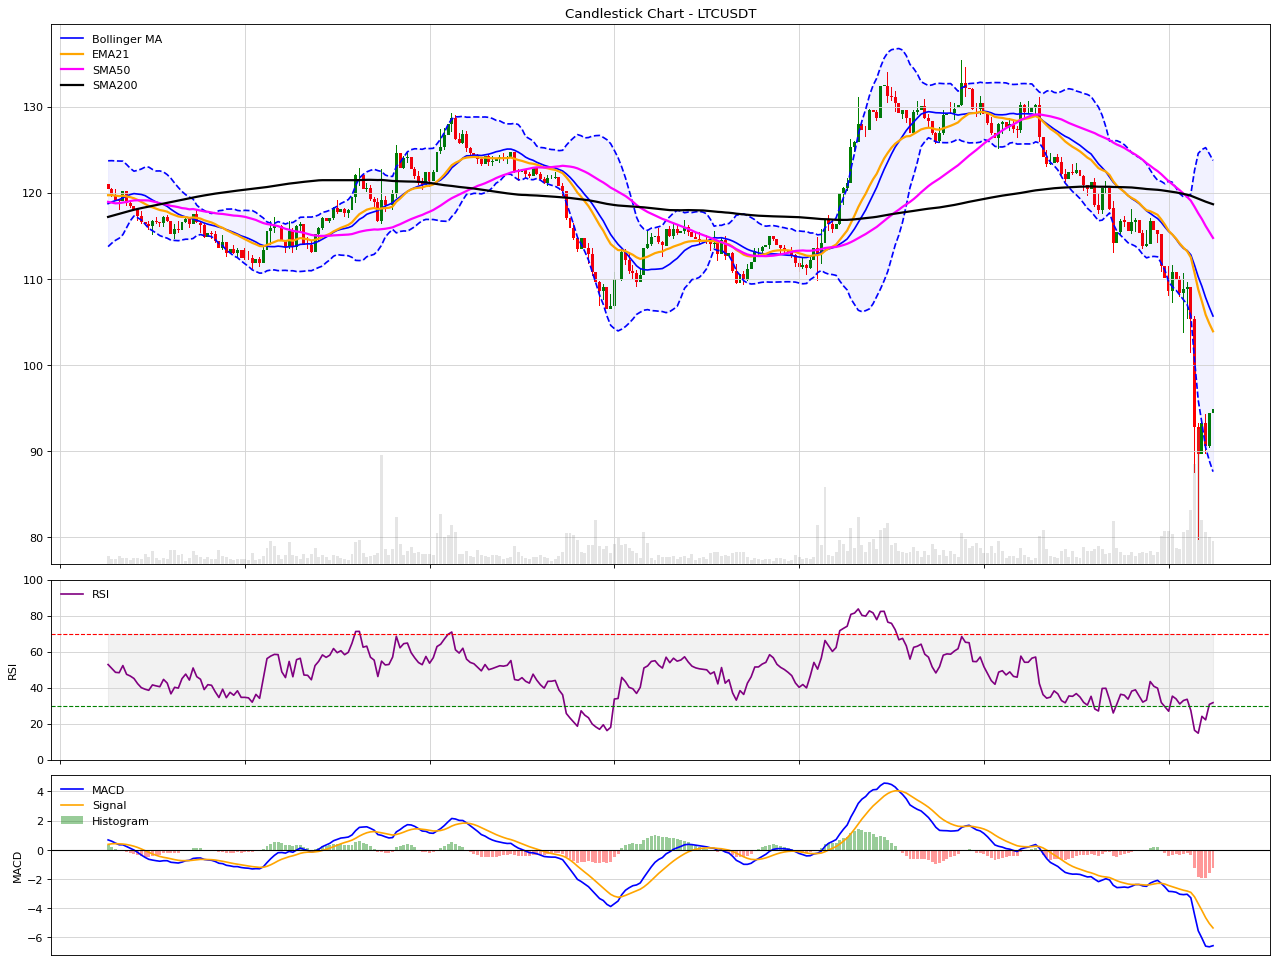 Candlestick Chart - LTCUSDT
Bollinger MA
EMA21
SMA50
SMA200
130
120
110
100
90
80
100
80
60
40
20
0
RSI
RSI
4
2
0
−2
−4
−6
MACD
MACD
Signal
Histogram